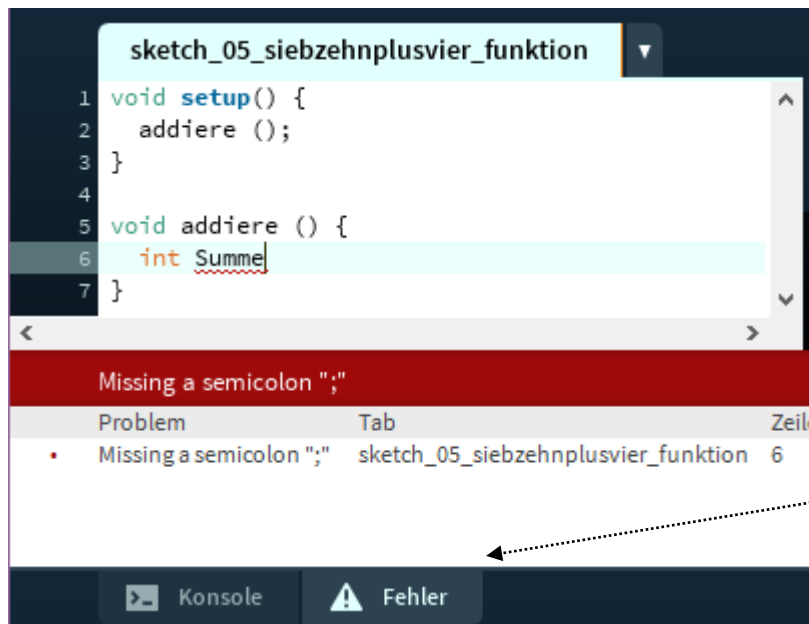 sketch_05_siebzehnplusvier_funktion
1 void setup() {
2 addiere ();
3 }
4
5 void addiere () {
6 int Summe
7 }
Missing a semicolon ";"
Problem Tab Zeile
Missing a semicolon ";" sketch_05_siebzehnplusvier_funktion 6
Konsole Fehler